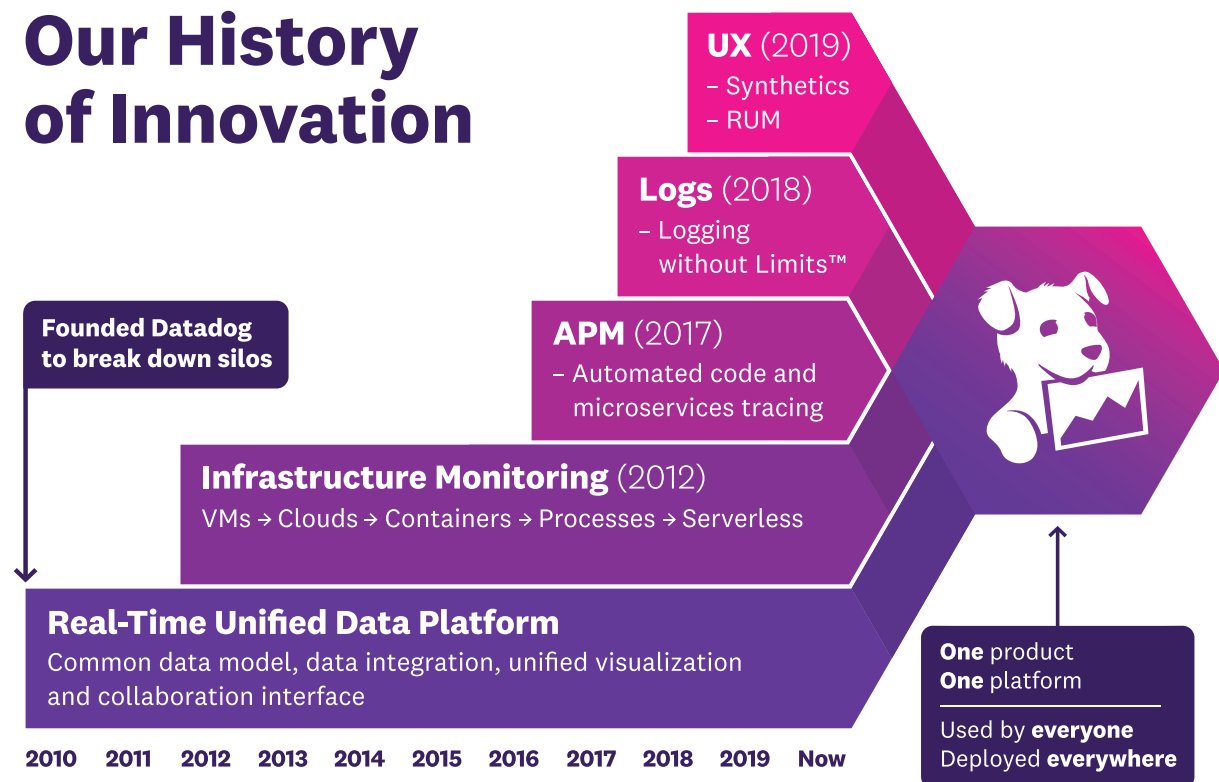 Our History
of Innovation
UX (2019)
– Synthetics
– RUM
Logs (2018)
– Logging
without Limits™
Founded Datadog
to break down silos
APM (2017)
– Automated code and
microservices tracing
Infrastructure Monitoring (2012)
VMs → Clouds → Containers → Processes → Serverless
Real-Time Unified Data Platform
Common data model, data integration, unified visualization
and collaboration interface
One product
One platform
Used by everyone
Deployed everywhere
2010 2011 2012 2013 2014 2015 2016 2017 2018 2019 Now